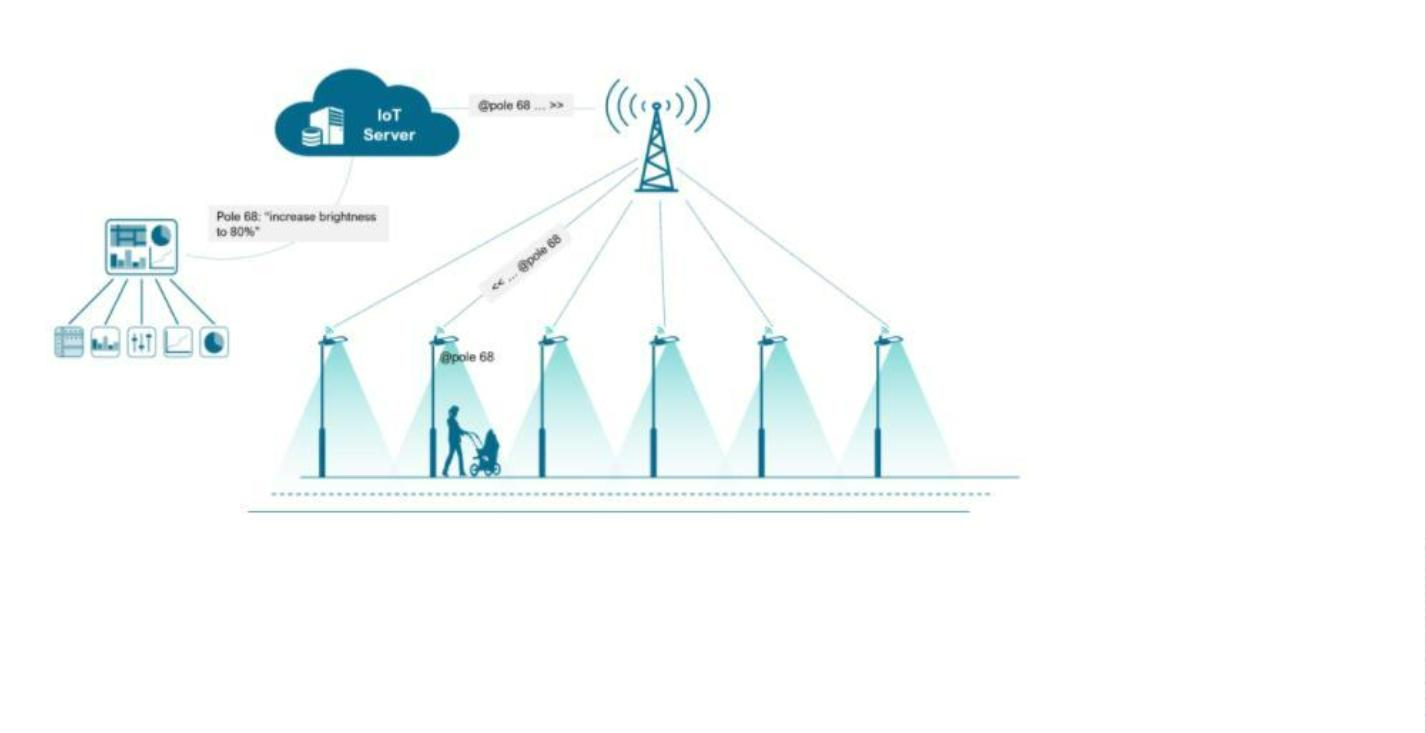 IoT
Server
@pole 68 ... >>
Pole 68: "increase brightness
to 80%"
<< ... @pole 68
@pole 68